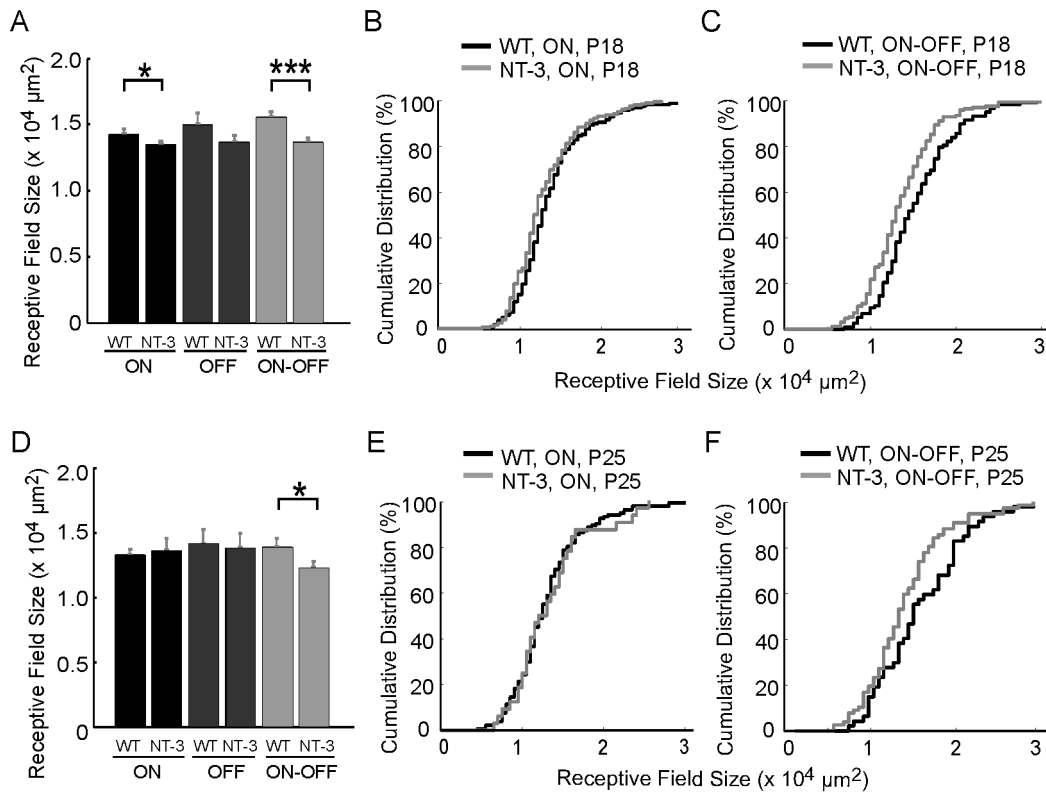 A
Receptive Field Size (x 10⁴ µm²)
2.0
1.5
1.0
0.5
0
*
***
WT NT-3 WT NT-3 WT NT-3
ON OFF ON-OFF
B
WT, ON, P18
NT-3, ON, P18
Cumulative Distribution (%)
100
80
60
40
20
0
1 2 3
C
WT, ON-OFF, P18
NT-3, ON-OFF, P18
Cumulative Distribution (%)
100
80
60
40
20
0
1 2 3
Receptive Field Size (x 10⁴ µm²)
D
Receptive Field Size (x 10⁴ µm²)
2.0
1.5
1.0
0.5
0
*
WT NT-3 WT NT-3 WT NT-3
ON OFF ON-OFF
E
WT, ON, P25
NT-3, ON, P25
Cumulative Distribution (%)
100
80
60
40
20
0
1 2 3
F
WT, ON-OFF, P25
NT-3, ON-OFF, P25
Cumulative Distribution (%)
100
80
60
40
20
0
1 2 3
Receptive Field Size (x 10⁴ µm²)